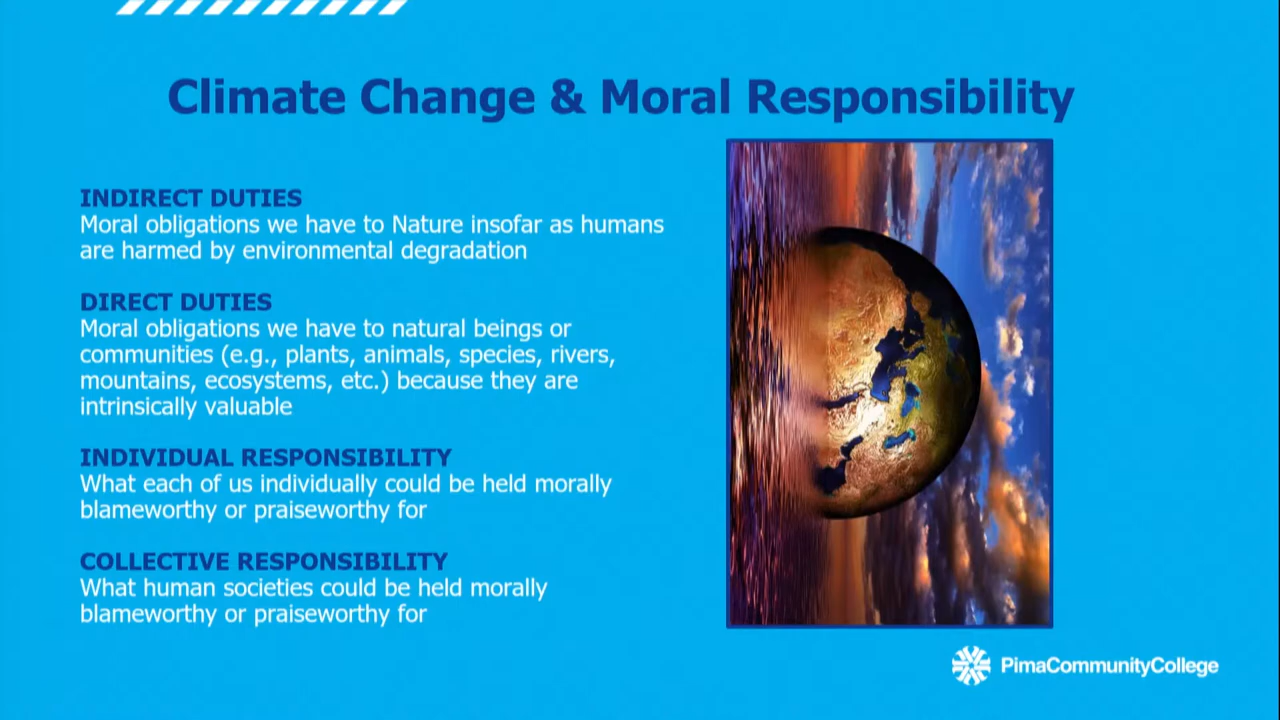 Climate Change & Moral Responsibility
INDIRECT DUTIES
Moral obligations we have to Nature insofar as humans
are harmed by environmental degradation
DIRECT DUTIES
Moral obligations we have to natural beings or
communities (e.g., plants, animals, species, rivers,
mountains, ecosystems, etc.) because they are
intrinsically valuable
INDIVIDUAL RESPONSIBILITY
What each of us individually could be held morally
blameworthy or praiseworthy for
COLLECTIVE RESPONSIBILITY
What human societies could be held morally
blameworthy or praiseworthy for
PimaCommunityCollege